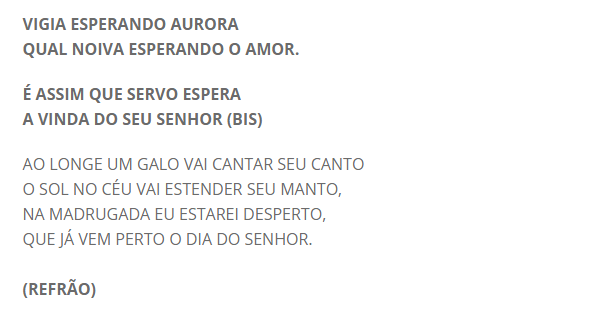 VIGIA ESPERANDO AURORA
QUAL NOIVA ESPERANDO O AMOR.
É ASSIM QUE SERVO ESPERA
A VINDA DO SEU SENHOR (BIS)
AO LONGE UM GALO VAI CANTAR SEU CANTO
O SOL NO CÉU VAI ESTENDER SEU MANTO,
NA MADRUGADA EU ESTAREI DESPERTO,
QUE JÁ VEM PERTO O DIA DO SENHOR.
(REFRÃO)